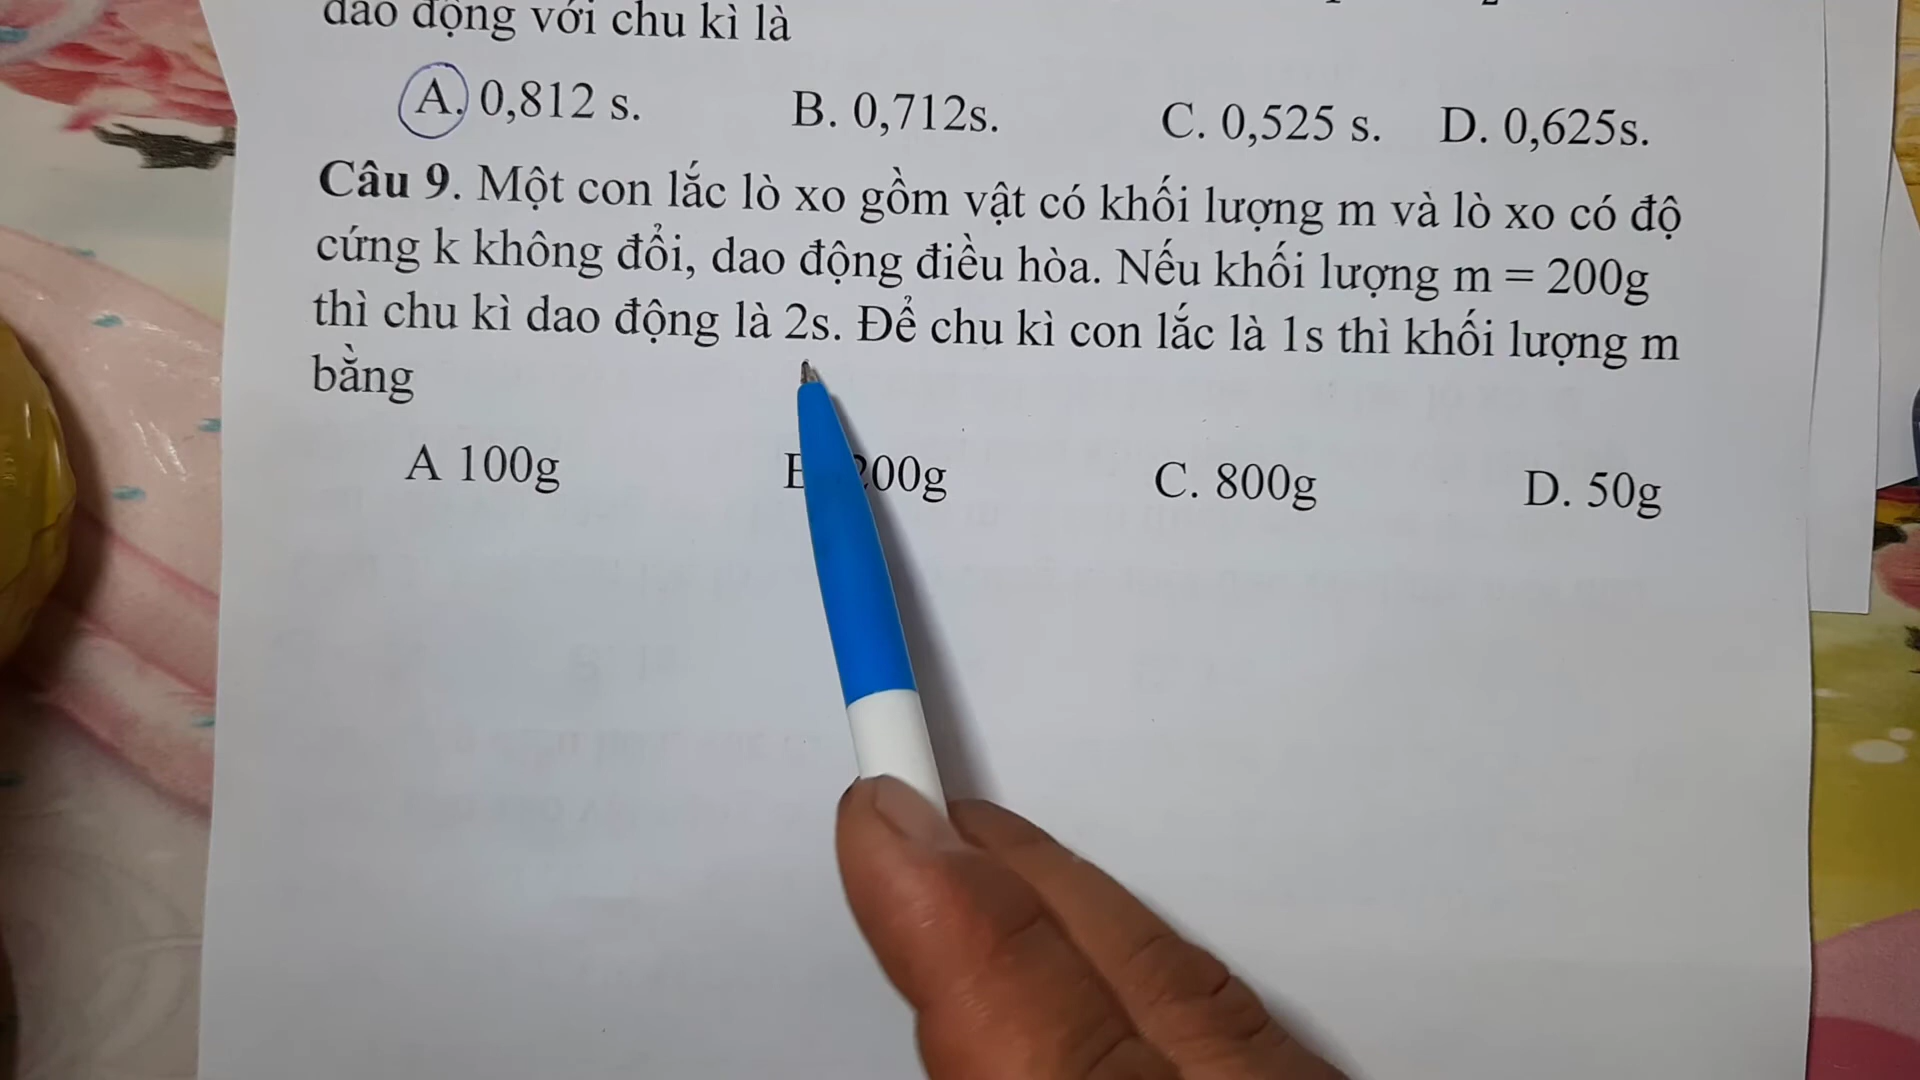 dao động với chu kì là
A. 0,812 s. B. 0,712s. C. 0,525 s. D. 0,625s.
Câu 9. Một con lắc lò xo gồm vật có khối lượng m và lò xo có độ
cứng k không đổi, dao động điều hòa. Nếu khối lượng m = 200g
thì chu kì dao động là 2s. Để chu kì con lắc là 1s thì khối lượng m
bằng
A 100g 00g C. 800g D. 50g